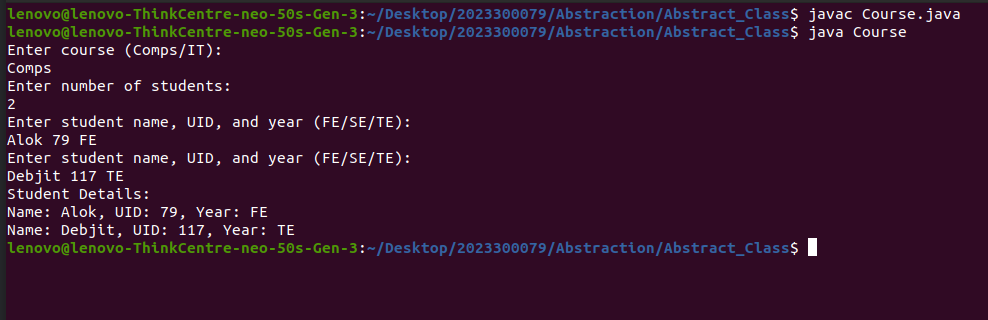 lenovo@lenovo-ThinkCentre-neo-50s-Gen-3:~/Desktop/2023300079/Abstraction/Abstract_Class$ javac Course.java
lenovo@lenovo-ThinkCentre-neo-50s-Gen-3:~/Desktop/2023300079/Abstraction/Abstract_Class$ java Course
Enter course (Comps/IT):
Comps
Enter number of students:
2
Enter student name, UID, and year (FE/SE/TE):
Alok 79 FE
Enter student name, UID, and year (FE/SE/TE):
Debjit 117 TE
Student Details:
Name: Alok, UID: 79, Year: FE
Name: Debjit, UID: 117, Year: TE
lenovo@lenovo-ThinkCentre-neo-50s-Gen-3:~/Desktop/2023300079/Abstraction/Abstract_Class$